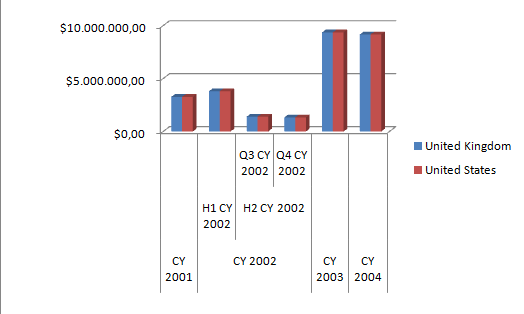 $10.000.000,00
$5.000.000,00
$0,00
Q3 CY
2002
Q4 CY
2002
H1 CY
2002
H2 CY 2002
CY
2001
CY 2002
CY
2003
CY
2004
United Kingdom
United States